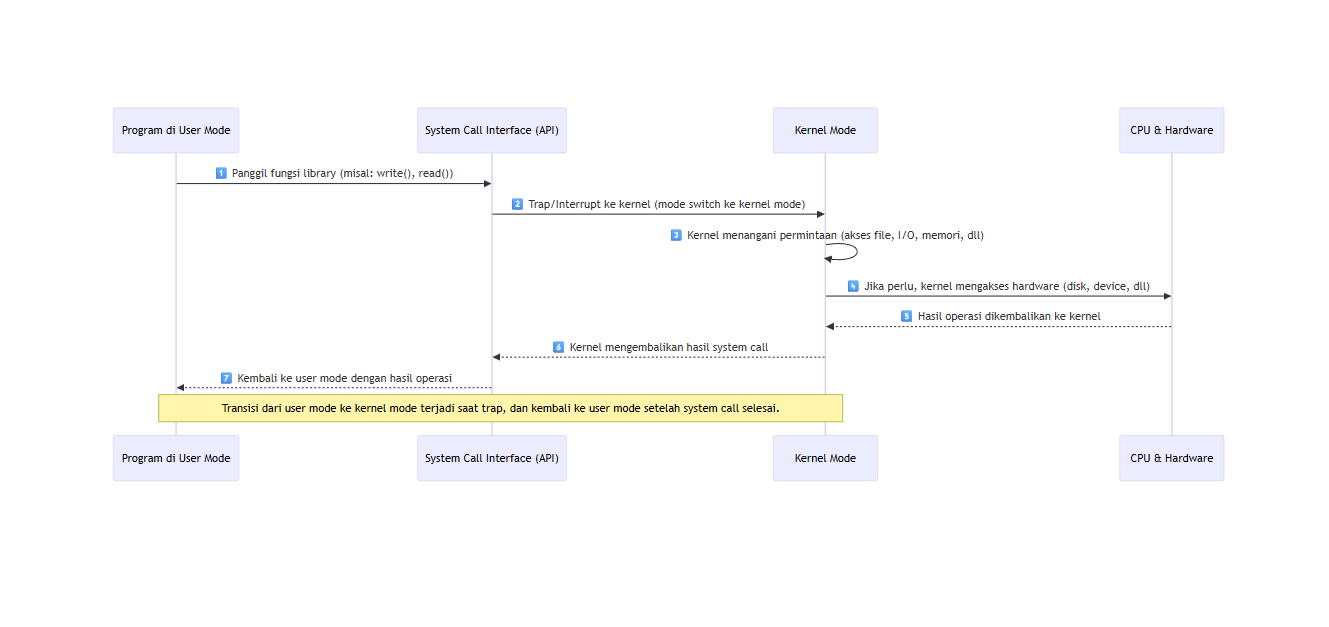 Program di User Mode
System Call Interface (API)
Kernel Mode
CPU & Hardware
1 Panggil fungsi library (misal: write(), read())
2 Trap/Interrupt ke kernel (mode switch ke kernel mode)
3 Kernel menangani permintaan (akses file, I/O, memori, dll)
4 Jika perlu, kernel mengakses hardware (disk, device, dll)
5 Hasil operasi dikembalikan ke kernel
6 Kernel mengembalikan hasil system call
7 Kembali ke user mode dengan hasil operasi
Transisi dari user mode ke kernel mode terjadi saat trap, dan kembali ke user mode setelah system call selesai.
Program di User Mode
System Call Interface (API)
Kernel Mode
CPU & Hardware